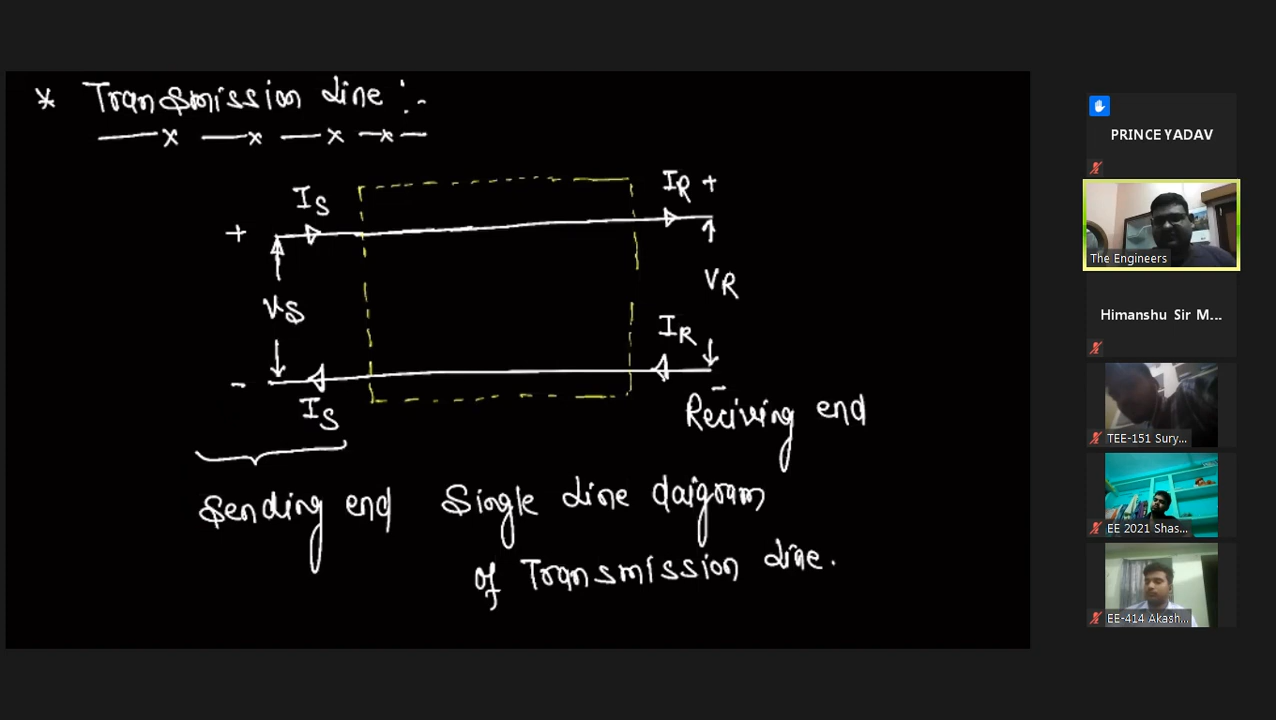 * Transmission Line :-
IS
IR +
+
VS
VR
IR
-
-
IS
Reciving end
Sending end
Single Line daigram
of Transmission Line.
PRINCE YADAV
The Engineers
Himanshu Sir M...
TEE-151 Sury...
EE 2021 Shas...
EE-414 Akash...